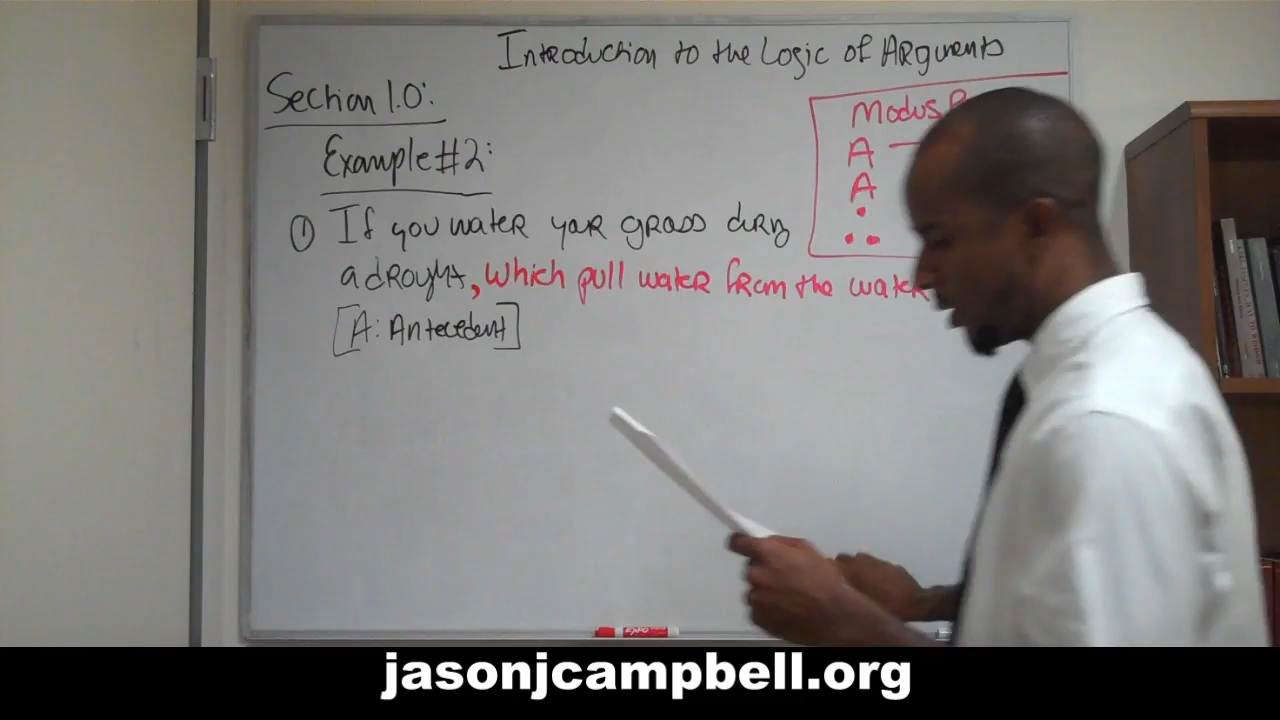 Introduction to the Logic of Arguments
Section 1.0:
Example #2:
Modus P
A —
A
∴
① If you water your grass during
a drought, which pull water from the water
[A: Antecedent]
EXPO
jasonjcampbell.org